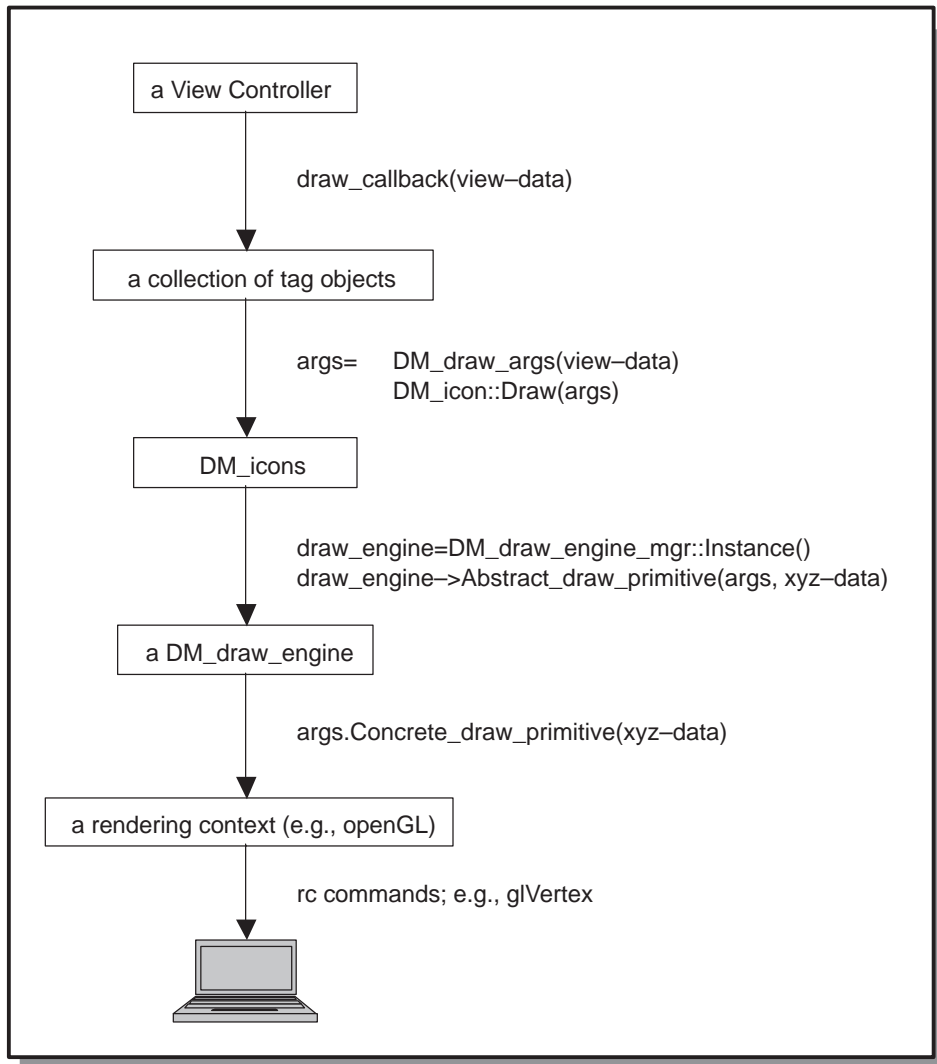 a View Controller
draw_callback(view–data)
a collection of tag objects
args= DM_draw_args(view–data)
DM_icon::Draw(args)
DM_icons
draw_engine=DM_draw_engine_mgr::Instance()
draw_engine–>Abstract_draw_primitive(args, xyz–data)
a DM_draw_engine
args.Concrete_draw_primitive(xyz–data)
a rendering context (e.g., openGL)
rc commands; e.g., glVertex